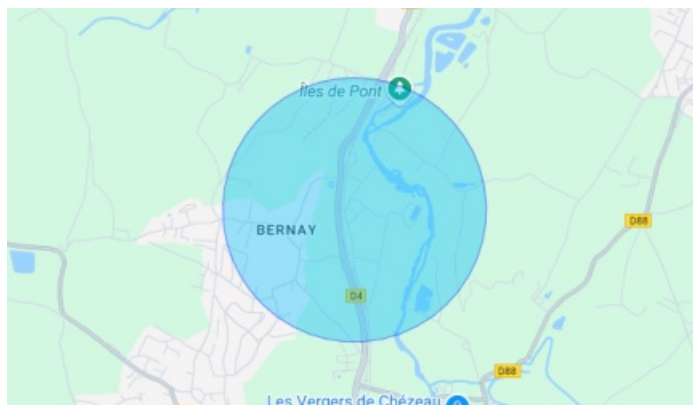 Îles de Pont
D88
BERNAY
D4
D88
Les Vergers de Chézeau